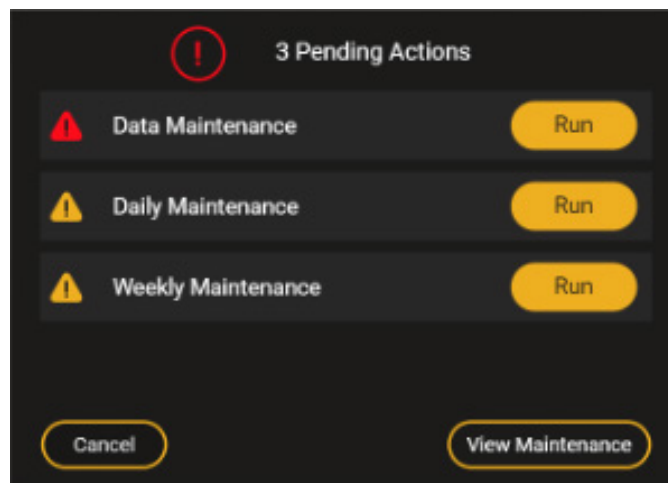 3 Pending Actions
Data Maintenance Run
Daily Maintenance Run
Weekly Maintenance Run
Cancel View Maintenance